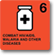 6
COMBAT HIV/AIDS,
MALARIA AND OTHER
DISEASES